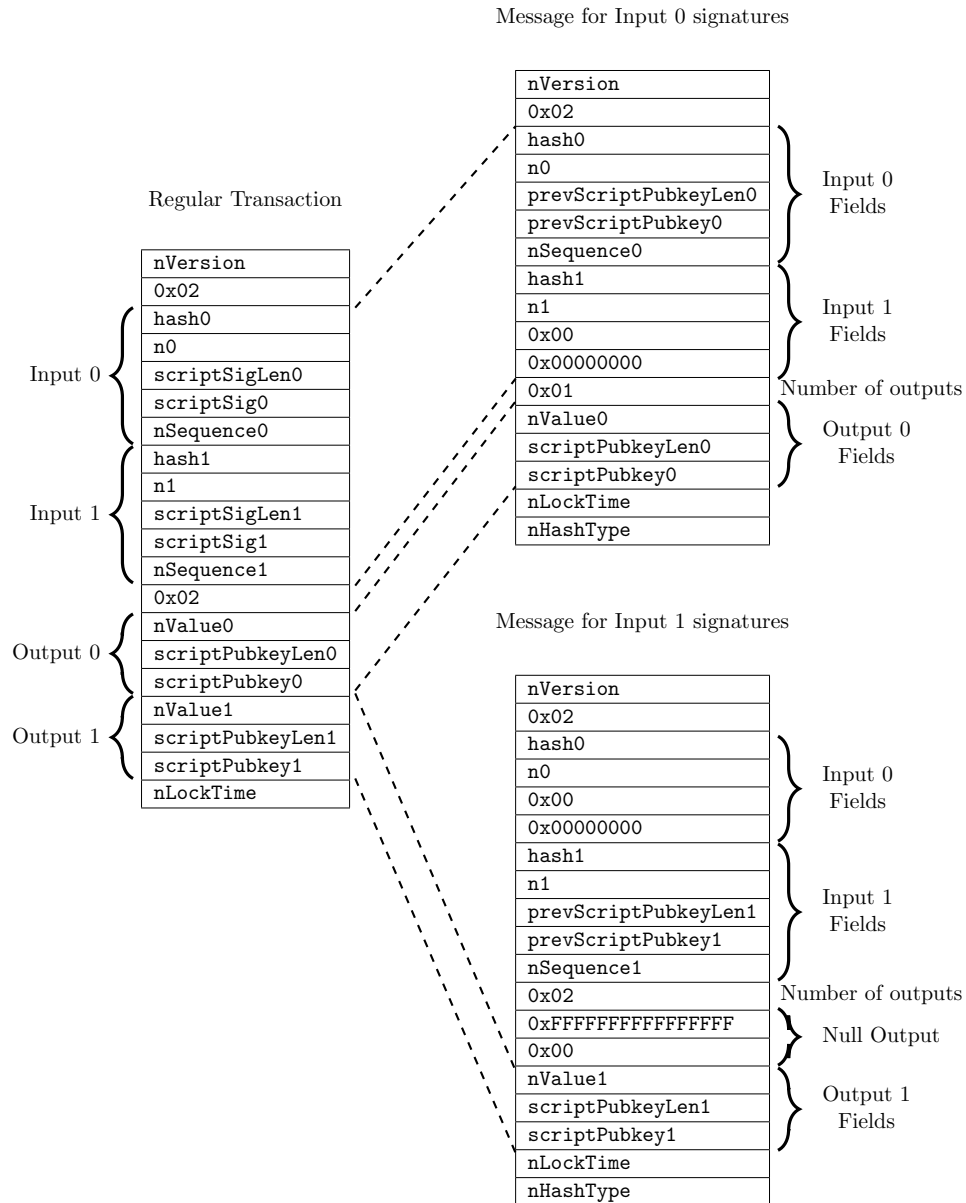 Regular Transaction
nVersion
0x02
hash0
n0
scriptSigLen0
scriptSig0
nSequence0
hash1
n1
scriptSigLen1
scriptSig1
nSequence1
0x02
nValue0
scriptPubkeyLen0
scriptPubkey0
nValue1
scriptPubkeyLen1
scriptPubkey1
nLockTime
Input 0
Input 1
Output 0
Output 1
Message for Input 0 signatures
nVersion
0x02
hash0
n0
prevScriptPubkeyLen0
prevScriptPubkey0
nSequence0
hash1
n1
0x00
0x00000000
0x01
nValue0
scriptPubkeyLen0
scriptPubkey0
nLockTime
nHashType
Input 0
Fields
Input 1
Fields
Number of outputs
Output 0
Fields
Message for Input 1 signatures
nVersion
0x02
hash0
n0
0x00
0x00000000
hash1
n1
prevScriptPubkeyLen1
prevScriptPubkey1
nSequence1
0x02
0xFFFFFFFFFFFFFFFF
0x00
nValue1
scriptPubkeyLen1
scriptPubkey1
nLockTime
nHashType
Input 0
Fields
Input 1
Fields
Number of outputs
Null Output
Output 1
Fields